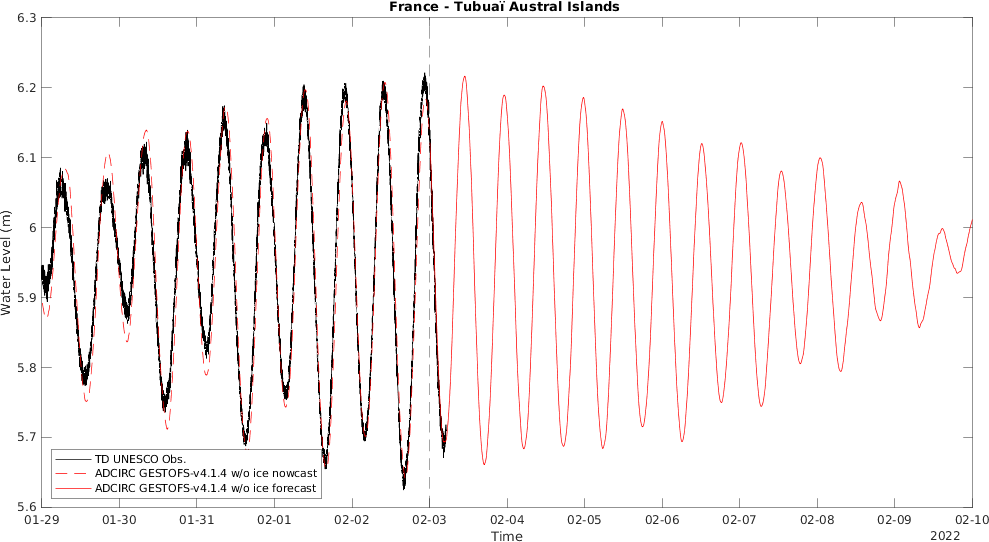 France - Tubuaï Austral Islands
6.3
6.2
6.1
6
5.9
5.8
5.7
5.6
Water Level (m)
TD UNESCO Obs.
ADCIRC GESTOFS-v4.1.4 w/o ice nowcast
ADCIRC GESTOFS-v4.1.4 w/o ice forecast
01-29 01-30 01-31 02-01 02-02 02-03 02-04 02-05 02-06 02-07 02-08 02-09 02-10
Time
2022